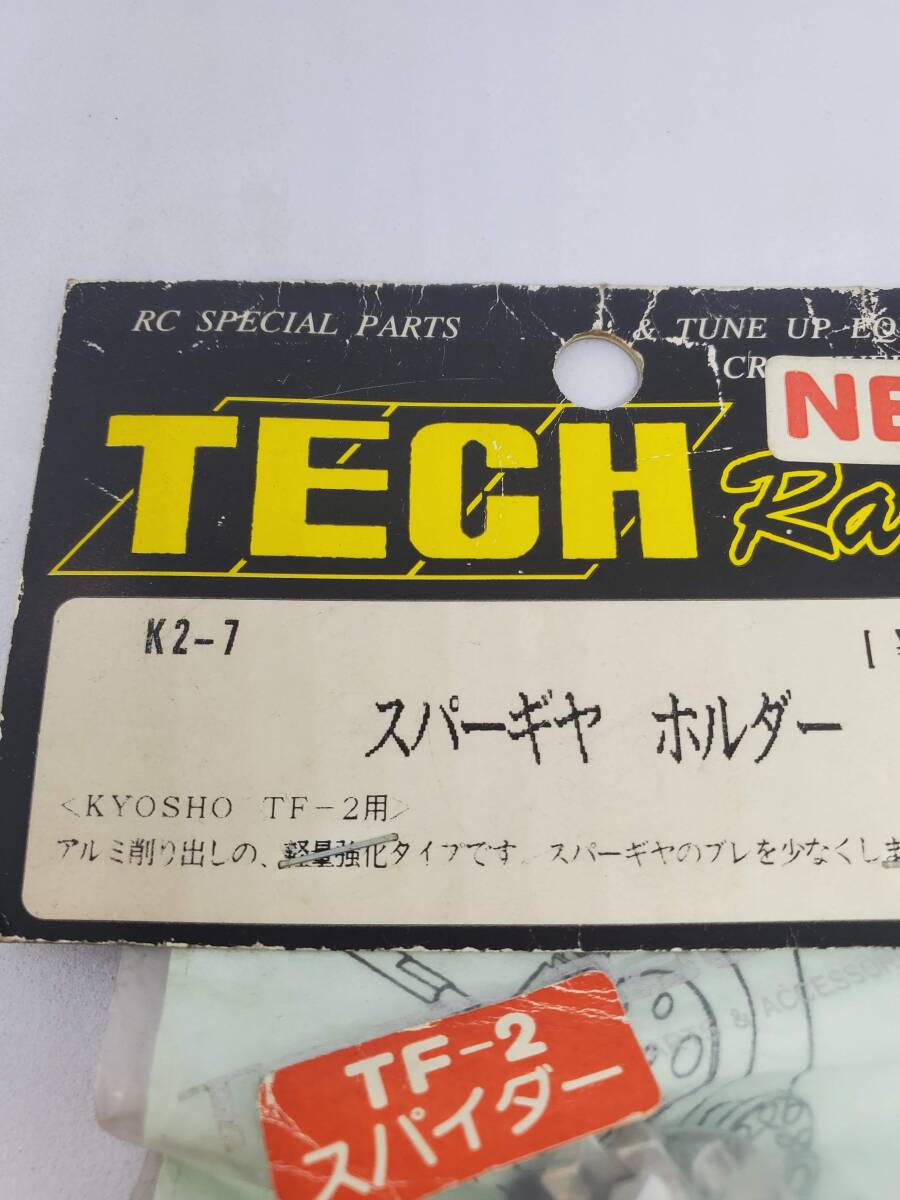 RC SPECIAL PARTS & TUNE UP EQ
NE
TECH Ra
K2-7
スパーギヤ ホルダー
<KYOSHO TF-2用>
アルミ削り出しの、軽量強化タイプです。スパーギヤのブレを少なくしま
& ACCESSOR
TF-2
スパイダー